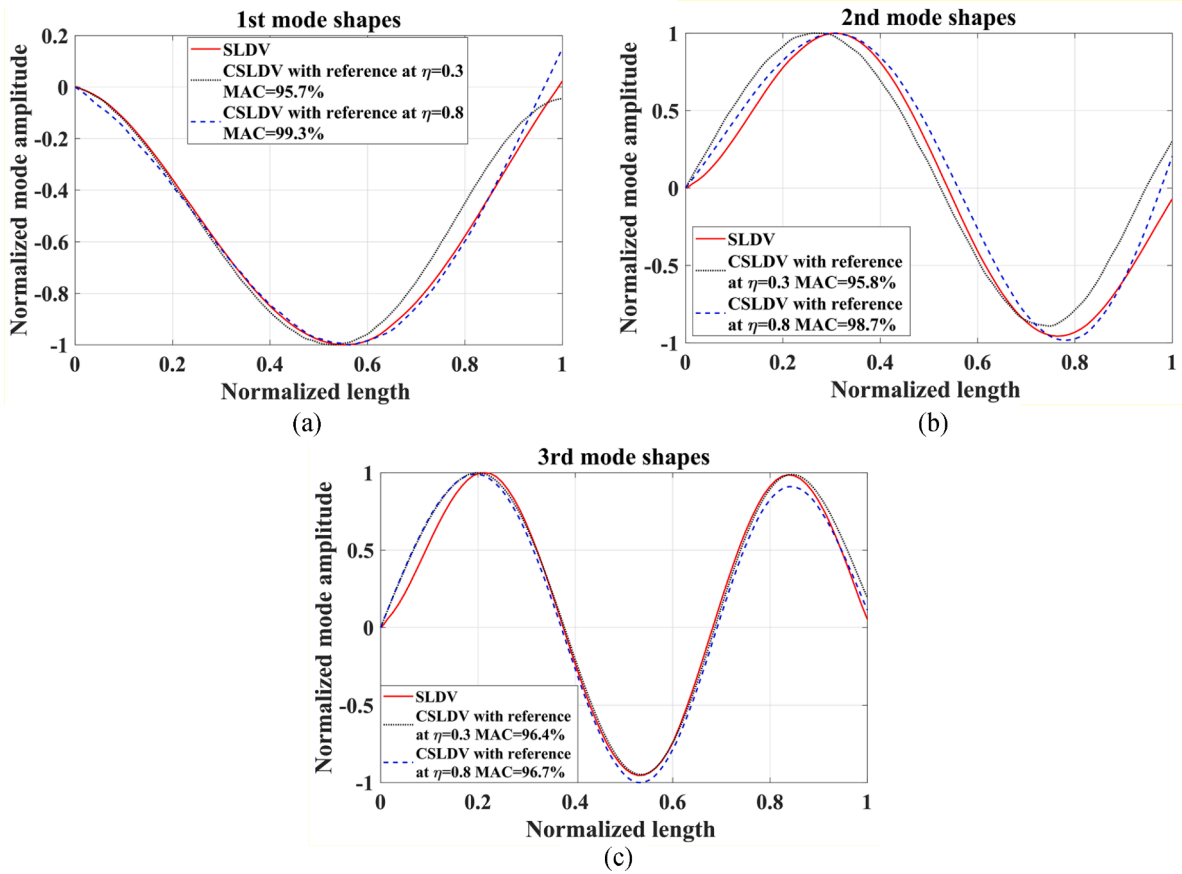 1st mode shapes
Normalized mode amplitude
0.2
0
-0.2
-0.4
-0.6
-0.8
-1
SLDV
CSLDV with reference at η=0.3
MAC=95.7%
CSLDV with reference at η=0.8
MAC=99.3%
0 0.2 0.4 0.6 0.8 1
Normalized length
(a)
2nd mode shapes
Normalized mode amplitude
1
0.5
0
-0.5
-1
SLDV
CSLDV with reference
at η=0.3 MAC=95.8%
CSLDV with reference
at η=0.8 MAC=98.7%
0 0.2 0.4 0.6 0.8 1
Normalized length
(b)
3rd mode shapes
Normalized mode amplitude
1
0.5
0
-0.5
-1
SLDV
CSLDV with reference
at η=0.3 MAC=96.4%
CSLDV with reference
at η=0.8 MAC=96.7%
0 0.2 0.4 0.6 0.8 1
Normalized length
(c)